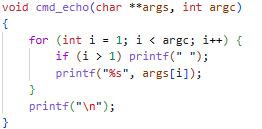 void cmd_echo(char **args, int argc)
{
    for (int i = 1; i < argc; i++) {
        if (i > 1) printf(" ");
        printf("%s", args[i]);
    }
    printf("\n");
}